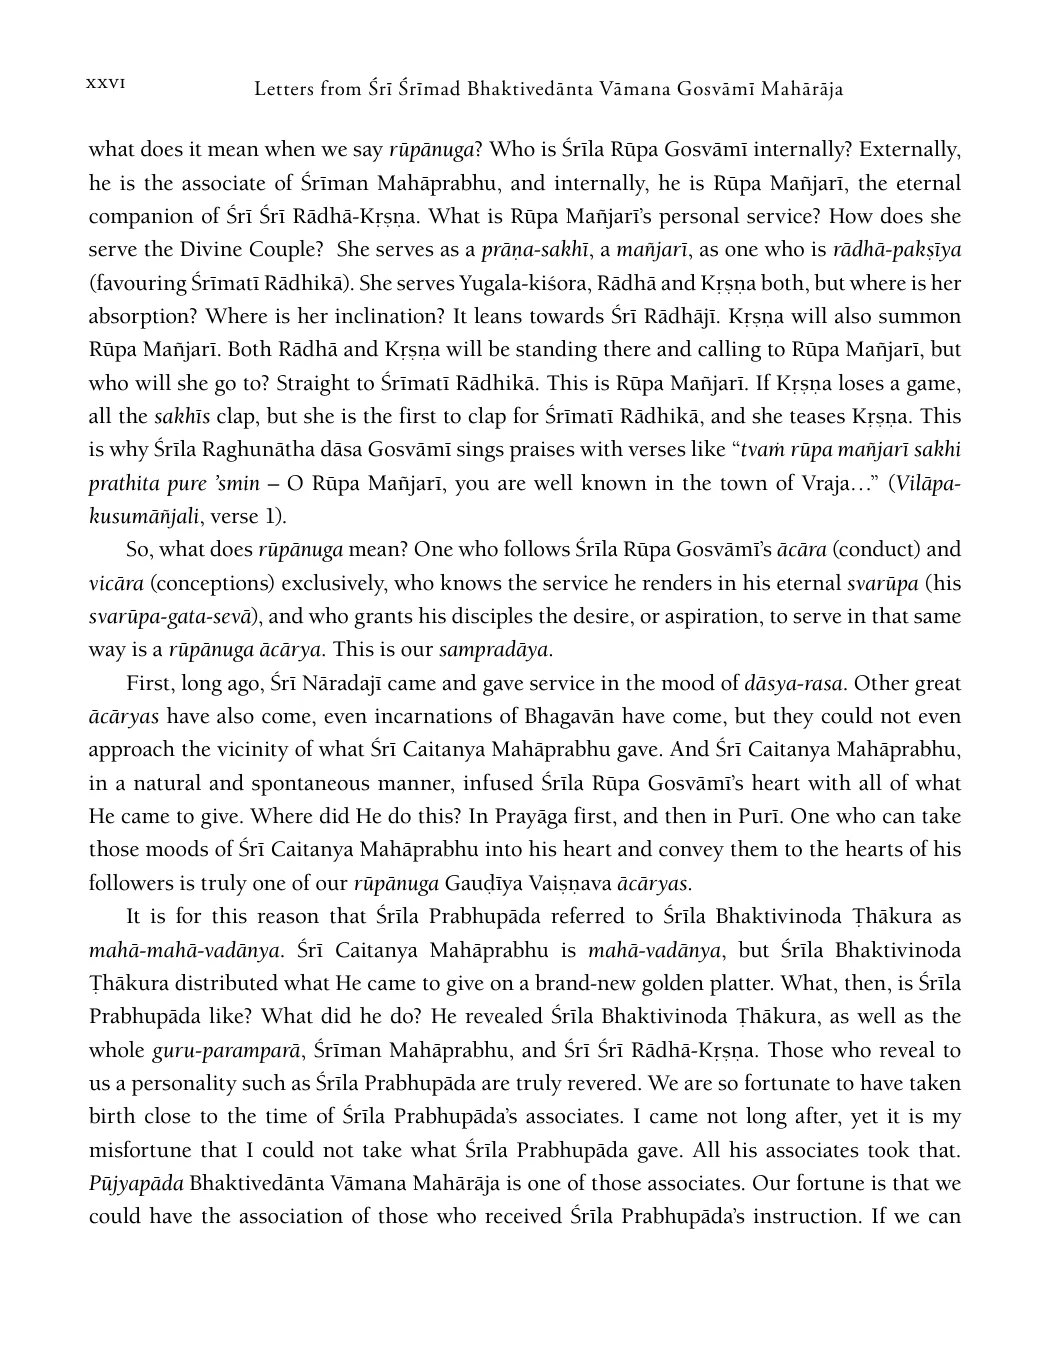 XXVI
Letters from Śrī Śrīmad Bhaktivedānta Vāmana Gosvāmī Mahārāja
what does it mean when we say rūpānuga? Who is Śrīla Rūpa Gosvāmī internally? Externally,
he is the associate of Śrīman Mahāprabhu, and internally, he is Rūpa Mañjarī, the eternal
companion of Śrī Śrī Rādhā-Kṛṣṇa. What is Rūpa Mañjarī’s personal service? How does she
serve the Divine Couple?  She serves as a prāṇa-sakhī, a mañjarī, as one who is rādhā-pakṣīya
(favouring Śrīmatī Rādhikā). She serves Yugala-kiśora, Rādhā and Kṛṣṇa both, but where is her
absorption? Where is her inclination? It leans towards Śrī Rādhājī. Kṛṣṇa will also summon
Rūpa Mañjarī. Both Rādhā and Kṛṣṇa will be standing there and calling to Rūpa Mañjarī, but
who will she go to? Straight to Śrīmatī Rādhikā. This is Rūpa Mañjarī. If Kṛṣṇa loses a game,
all the sakhīs clap, but she is the first to clap for Śrīmatī Rādhikā, and she teases Kṛṣṇa. This
is why Śrīla Raghunātha dāsa Gosvāmī sings praises with verses like “tvaṁ rūpa mañjarī sakhi
prathita pure ’smin – O Rūpa Mañjarī, you are well known in the town of Vraja…” (Vilāpa-
kusumāñjali, verse 1).
So, what does rūpānuga mean? One who follows Śrīla Rūpa Gosvāmī’s ācāra (conduct) and
vicāra (conceptions) exclusively, who knows the service he renders in his eternal svarūpa (his
svarūpa-gata-sevā), and who grants his disciples the desire, or aspiration, to serve in that same
way is a rūpānuga ācārya. This is our sampradāya.
First, long ago, Śrī Nāradajī came and gave service in the mood of dāsya-rasa. Other great
ācāryas have also come, even incarnations of Bhagavān have come, but they could not even
approach the vicinity of what Śrī Caitanya Mahāprabhu gave. And Śrī Caitanya Mahāprabhu,
in a natural and spontaneous manner, infused Śrīla Rūpa Gosvāmī’s heart with all of what
He came to give. Where did He do this? In Prayāga first, and then in Purī. One who can take
those moods of Śrī Caitanya Mahāprabhu into his heart and convey them to the hearts of his
followers is truly one of our rūpānuga Gauḍīya Vaiṣṇava ācāryas.
It is for this reason that Śrīla Prabhupāda referred to Śrīla Bhaktivinoda Ṭhākura as
mahā-mahā-vadānya. Śrī Caitanya Mahāprabhu is mahā-vadānya, but Śrīla Bhaktivinoda
Ṭhākura distributed what He came to give on a brand-new golden platter. What, then, is Śrīla
Prabhupāda like? What did he do? He revealed Śrīla Bhaktivinoda Ṭhākura, as well as the
whole guru-paramparā, Śrīman Mahāprabhu, and Śrī Śrī Rādhā-Kṛṣṇa. Those who reveal to
us a personality such as Śrīla Prabhupāda are truly revered. We are so fortunate to have taken
birth close to the time of Śrīla Prabhupāda’s associates. I came not long after, yet it is my
misfortune that I could not take what Śrīla Prabhupāda gave. All his associates took that.
Pūjyapāda Bhaktivedānta Vāmana Mahārāja is one of those associates. Our fortune is that we
could have the association of those who received Śrīla Prabhupāda’s instruction. If we can